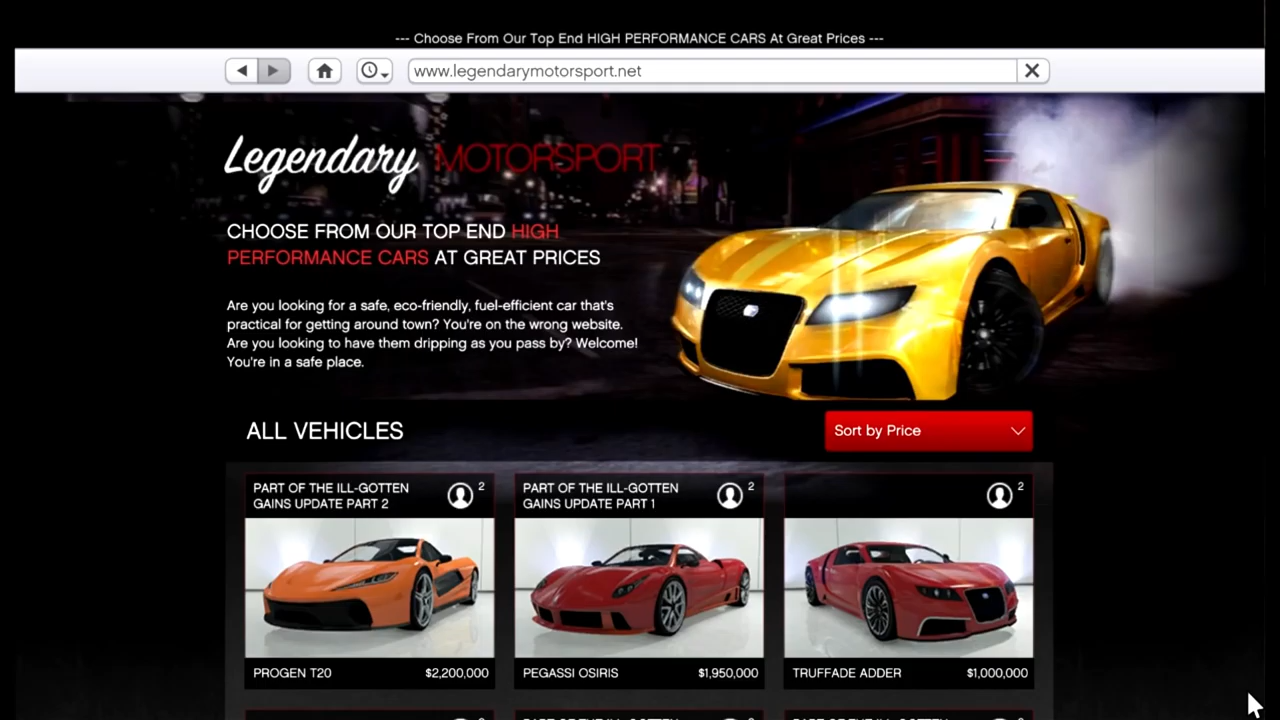 --- Choose From Our Top End HIGH PERFORMANCE CARS At Great Prices ---
www.legendarymotorsport.net
Legendary MOTORSPORT
CHOOSE FROM OUR TOP END HIGH
PERFORMANCE CARS AT GREAT PRICES
Are you looking for a safe, eco-friendly, fuel-efficient car that's
practical for getting around town? You're on the wrong website.
Are you looking to have them dripping as you pass by? Welcome!
You're in a safe place.
ALL VEHICLES
Sort by Price
PART OF THE ILL-GOTTEN
GAINS UPDATE PART 2
2
PART OF THE ILL-GOTTEN
GAINS UPDATE PART 1
2
2
PROGEN T20 $2,200,000
PEGASSI OSIRIS $1,950,000
TRUFFADE ADDER $1,000,000